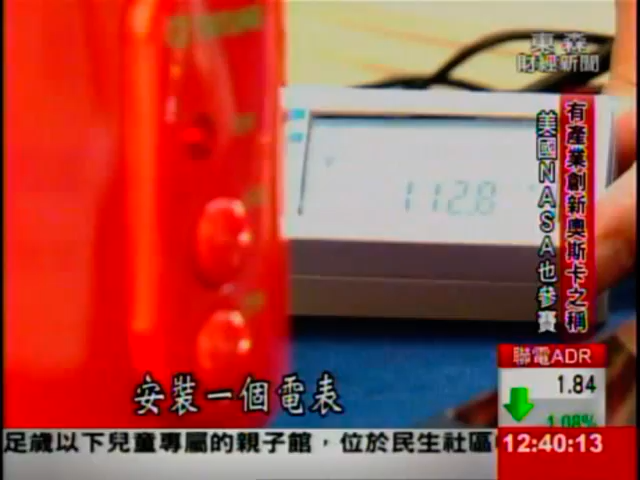 東森
財經新聞
有產業創新奧斯卡之稱
美國NASA也參賽
112.8
聯電ADR
1.84
1.08%
安裝一個電表
足歲以下兒童專屬的親子館，位於民生社區
12:40:13